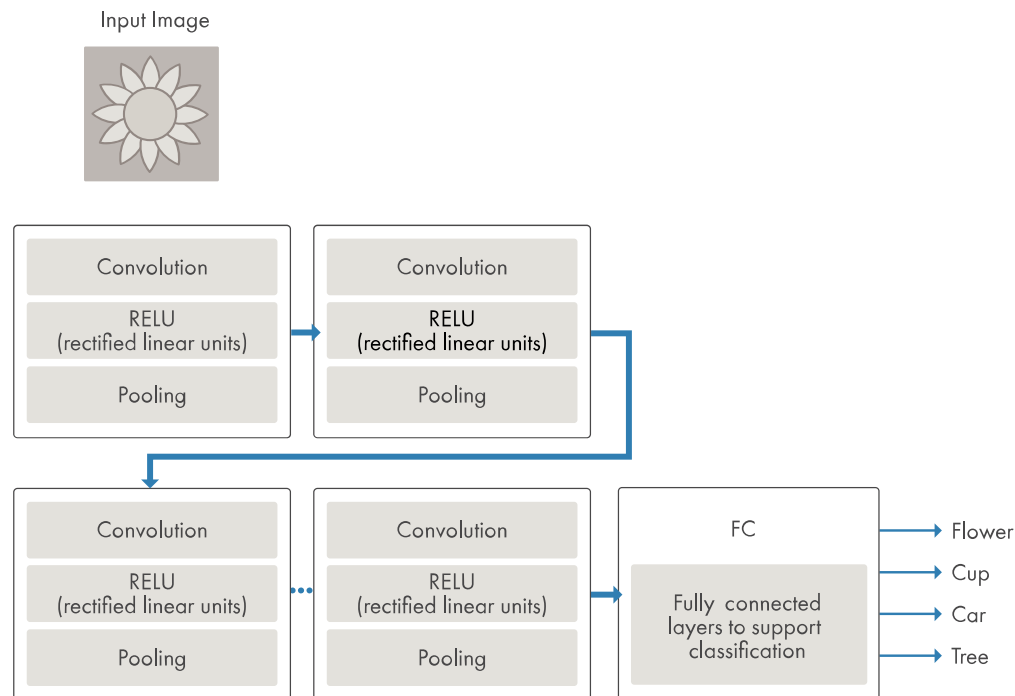 Input Image
Convolution
RELU
(rectified linear units)
Pooling
Convolution
RELU
(rectified linear units)
Pooling
Convolution
RELU
(rectified linear units)
Pooling
Convolution
RELU
(rectified linear units)
Pooling
FC
Fully connected
layers to support
classification
Flower
Cup
Car
Tree